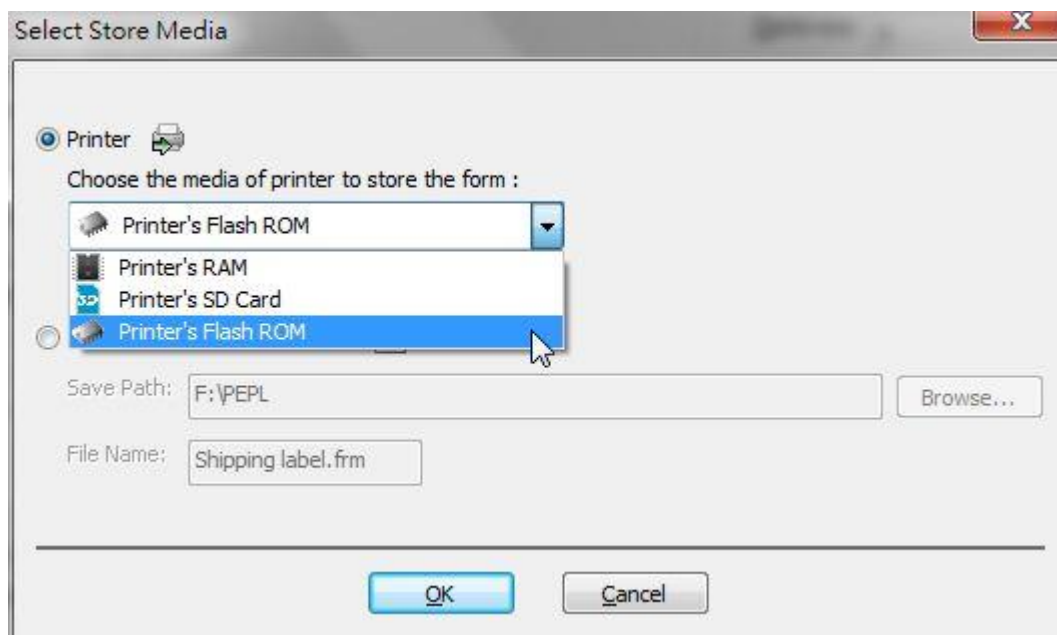 Select Store Media
Printer
Choose the media of printer to store the form :
Printer's Flash ROM
Printer's RAM
Printer's SD Card
Printer's Flash ROM
Save Path: F:\PEPL Browse...
File Name: Shipping label.frm
OK Cancel